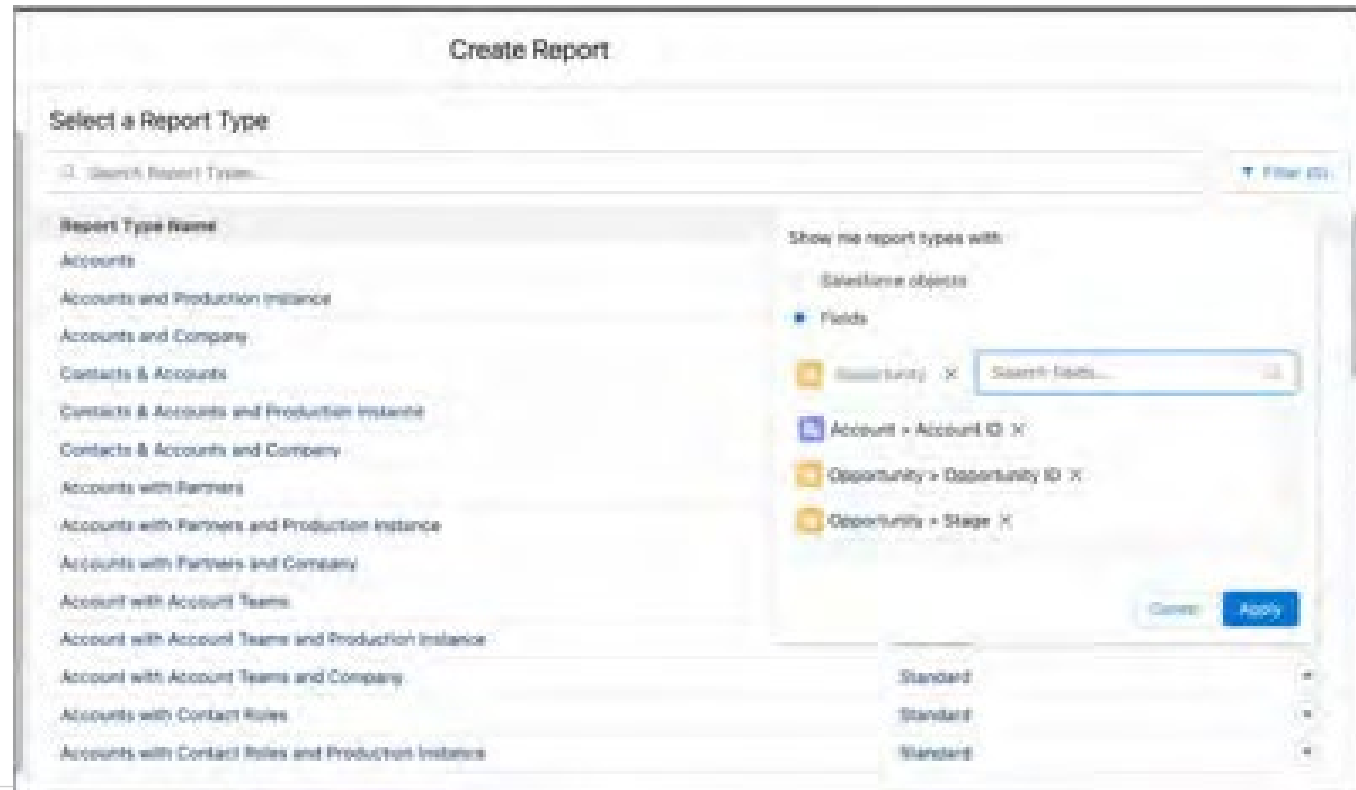 Create Report
Select a Report Type
Search Report Types...
Filter (0)
Report Type Name
Accounts
Accounts and Production Instance
Accounts and Company
Contacts & Accounts
Contacts & Accounts and Production Instance
Contacts & Accounts and Company
Accounts with Partners
Accounts with Partners and Production Instance
Accounts with Partners and Company
Account with Account Teams
Account with Account Teams and Production Instance
Account with Account Teams and Company
Standard
Accounts with Contact Roles
Standard
Accounts with Contact Roles and Production Instance
Standard
Show me report types with
Salesforce objects
Fields
Opportunity
Search fields...
Account > Account ID
Opportunity > Opportunity ID
Opportunity > Stage
Cancel
Apply